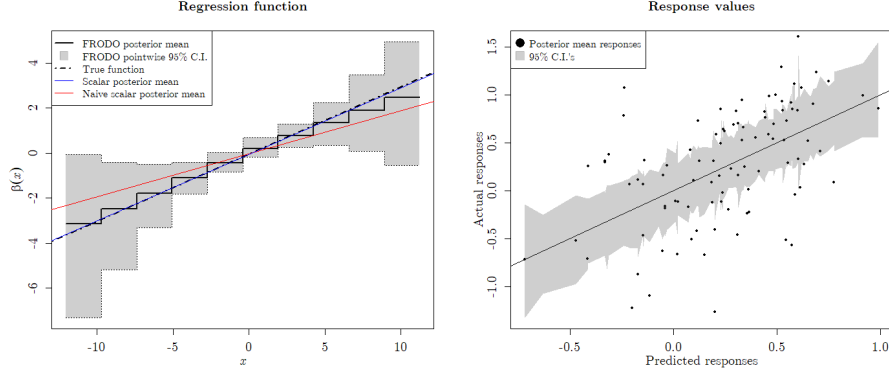 Regression function
FRODO posterior mean
FRODO pointwise 95% C.I.
True function
Scalar posterior mean
Naive scalar posterior mean
β(x)
4
2
0
-2
-4
-6
-10
-5
0
5
10
x
Response values
Posterior mean responses
95% C.I.'s
Actual responses
1.5
1.0
0.5
0.0
-0.5
-1.0
-0.5
0.0
0.5
1.0
Predicted responses